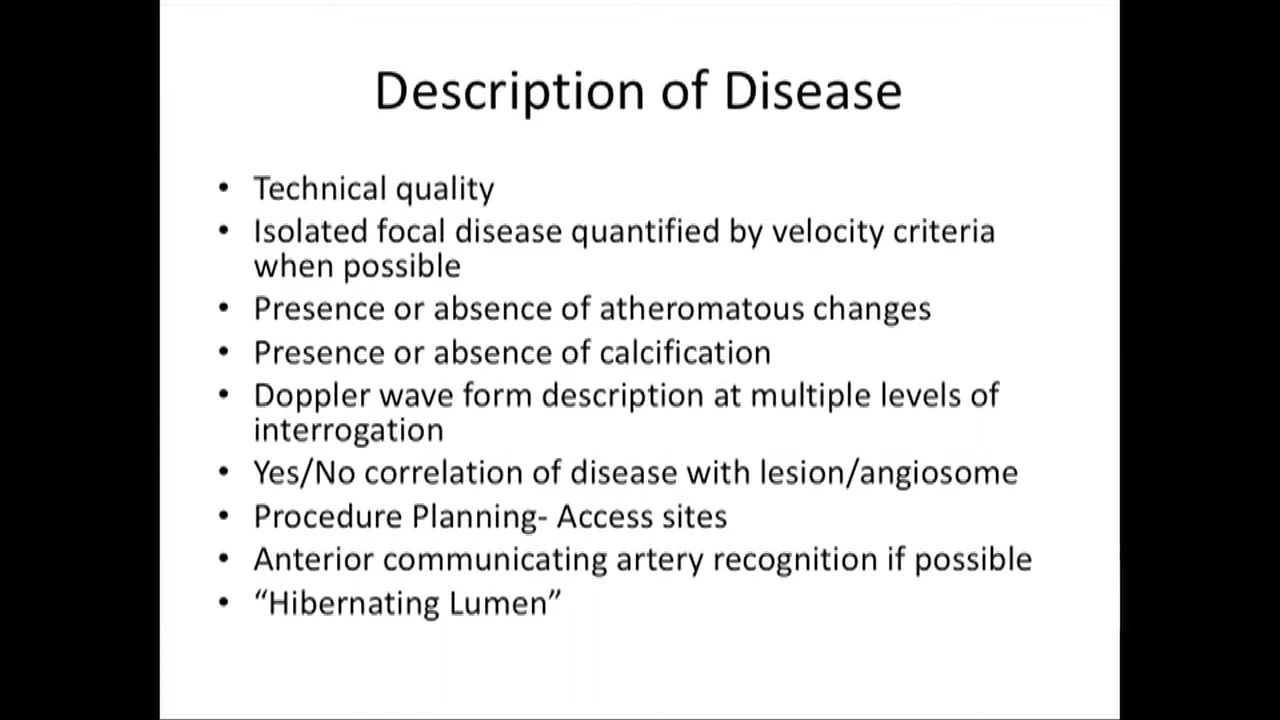 Description of Disease
• Technical quality
• Isolated focal disease quantified by velocity criteria
when possible
• Presence or absence of atheromatous changes
• Presence or absence of calcification
• Doppler wave form description at multiple levels of
interrogation
• Yes/No correlation of disease with lesion/angiosome
• Procedure Planning- Access sites
• Anterior communicating artery recognition if possible
• “Hibernating Lumen”